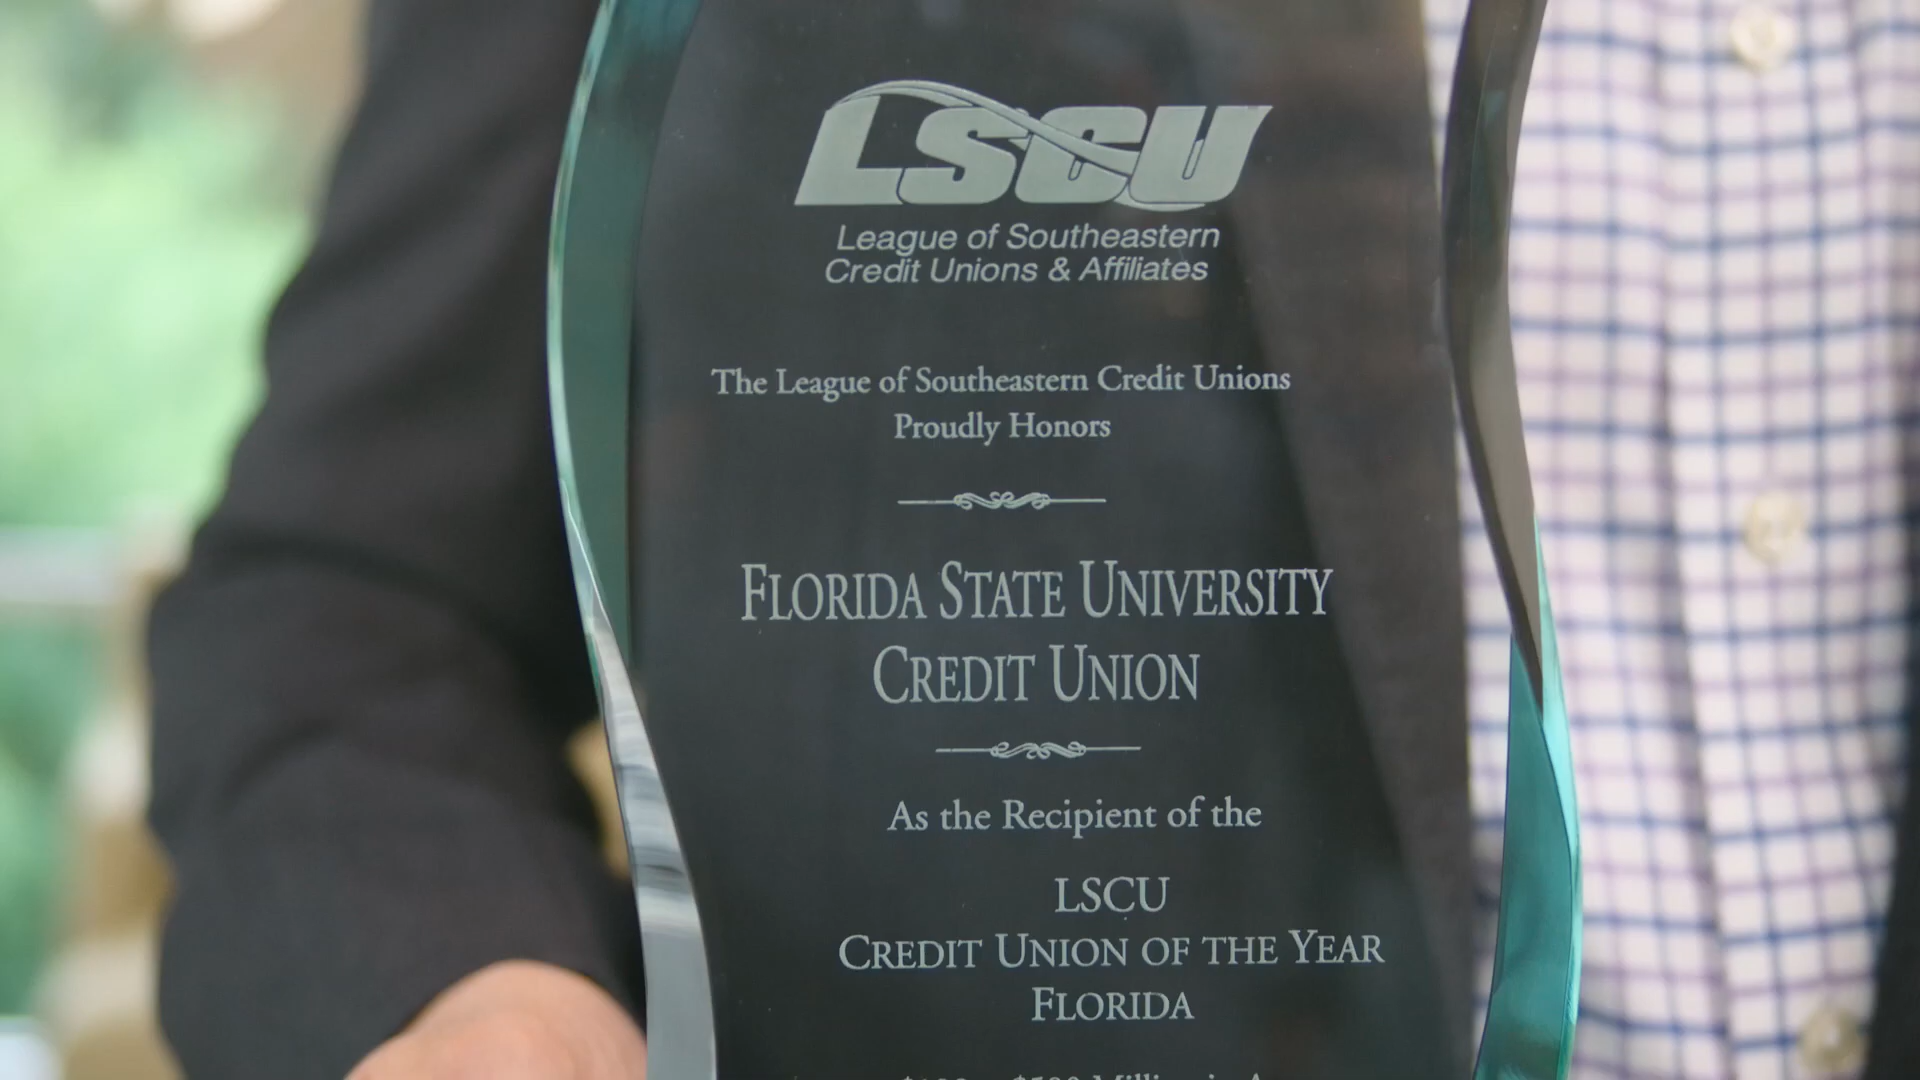 LSCU
League of Southeastern
Credit Unions & Affiliates
The League of Southeastern Credit Unions
Proudly Honors
FLORIDA STATE UNIVERSITY
CREDIT UNION
As the Recipient of the
LSCU
CREDIT UNION OF THE YEAR
FLORIDA